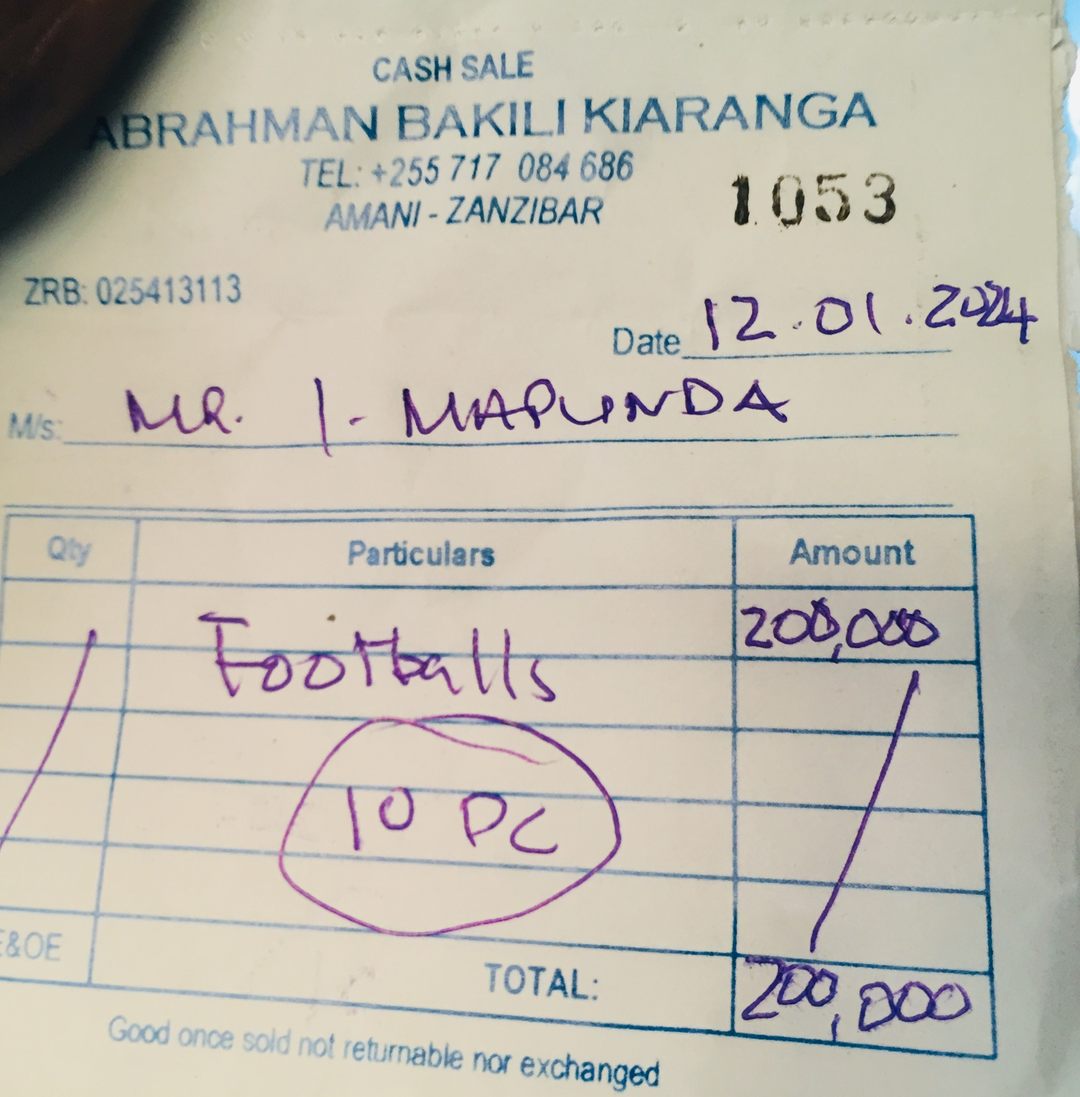 CASH SALE
ABRAHMAN BAKILI KIARANGA
TEL: +255 717 084 686
AMANI - ZANZIBAR
1053
ZRB: 025413113
Date 12.01.2024
M/s: MR. I. MAPUNDA
Qty Particulars Amount
Footballs 200,000
10 PC
E&OE TOTAL: 200,000
Good once sold not returnable nor exchanged